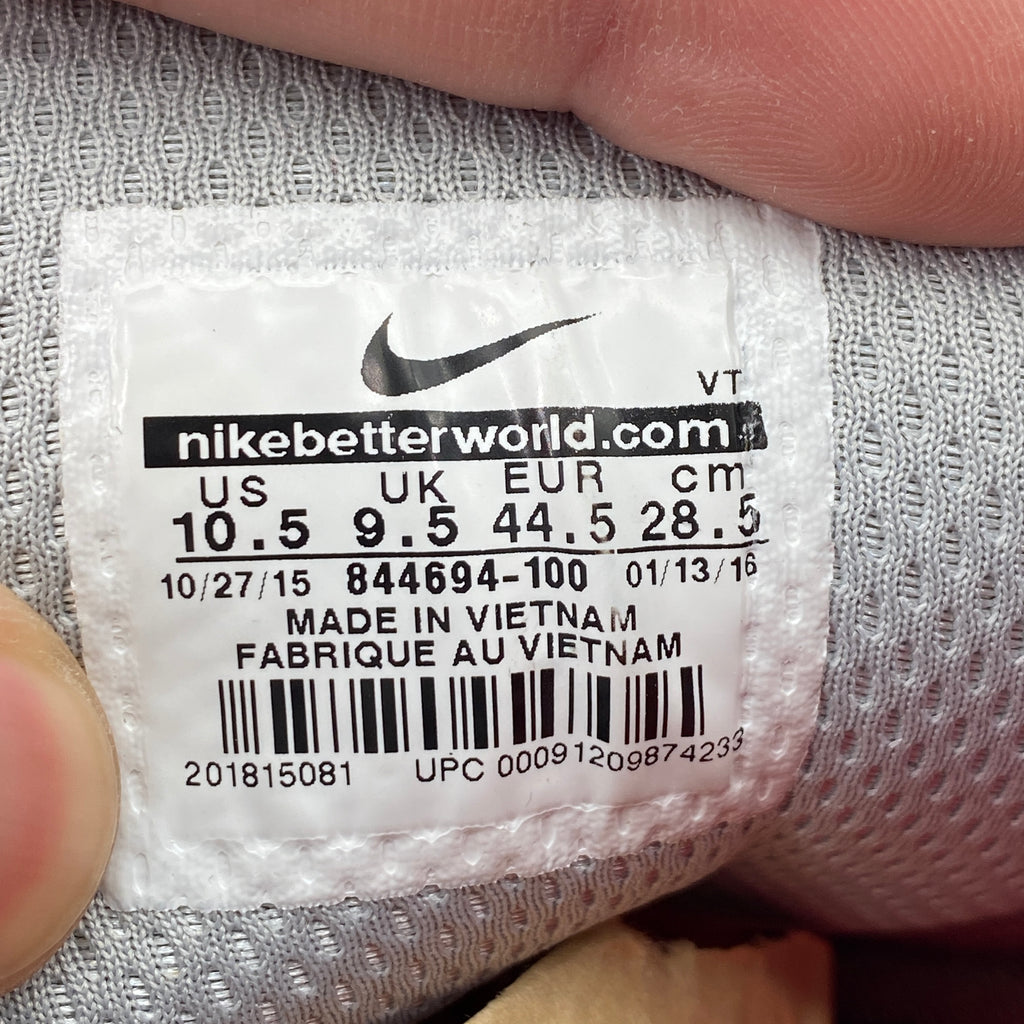 VT
nikebetterworld.com
US UK EUR cm
10.5 9.5 44.5 28.5
10/27/15 844694-100 01/13/16
MADE IN VIETNAM
FABRIQUE AU VIETNAM
201815081 UPC 00091209874233